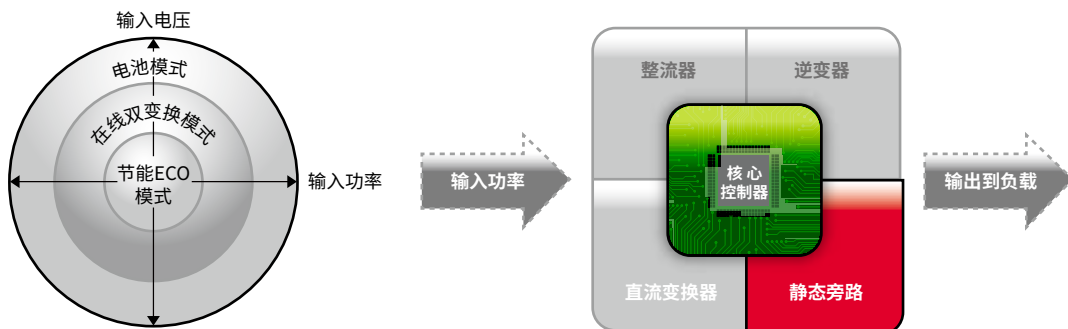 输入电压
电池模式
在线双变换模式
节能ECO
模式
输入功率
输入功率
整流器
逆变器
核 心
控制器
直流变换器
静态旁路
输出到负载